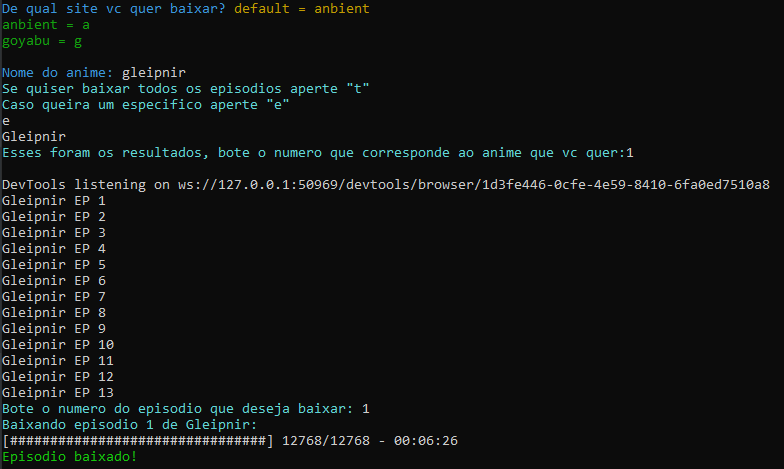 De qual site vc quer baixar? default = anbient
anbient = a
goyabu = g
Nome do anime: gleipnir
Se quiser baixar todos os episodios aperte "t"
Caso queira um especifico aperte "e"
e
Gleipnir
Esses foram os resultados, bote o numero que corresponde ao anime que vc quer:1
DevTools listening on ws://127.0.0.1:50969/devtools/browser/1d3fe446-0cfe-4e59-8410-6fa0ed7510a8
Gleipnir EP 1
Gleipnir EP 2
Gleipnir EP 3
Gleipnir EP 4
Gleipnir EP 5
Gleipnir EP 6
Gleipnir EP 7
Gleipnir EP 8
Gleipnir EP 9
Gleipnir EP 10
Gleipnir EP 11
Gleipnir EP 12
Gleipnir EP 13
Bote o numero do episodio que deseja baixar: 1
Baixando episodio 1 de Gleipnir:
[################################] 12768/12768 - 00:06:26
Episodio baixado!